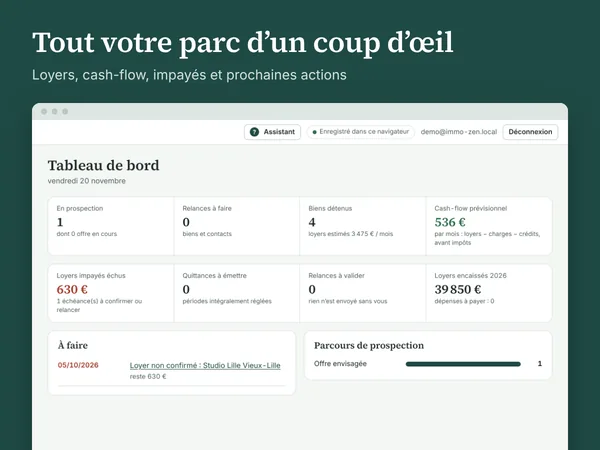 Tout votre parc d’un coup d’œil
Loyers, cash-flow, impayés et prochaines actions
? Assistant
Enregistré dans ce navigateur
demo@immo-zen.local
Déconnexion
Tableau de bord
vendredi 20 novembre
En prospection
1
dont 0 offre en cours
Relances à faire
0
biens et contacts
Biens détenus
4
loyers estimés 3 475 € / mois
Cash-flow prévisionnel
536 €
par mois : loyers − charges − crédits,
avant impôts
Loyers impayés échus
630 €
1 échéance(s) à confirmer ou
relancer
Quittances à émettre
0
périodes intégralement réglées
Relances à valider
0
rien n’est envoyé sans vous
Loyers encaissés 2026
39 850 €
dépenses à payer : 0
À faire
05/10/2026
Loyer non confirmé : Studio Lille Vieux-Lille
reste 630 €
Parcours de prospection
Offre envisagée
1